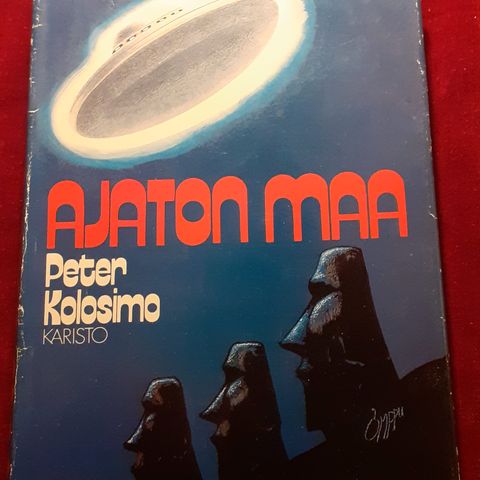 AJATON MAA
Peter
Kolosimo
KARISTO